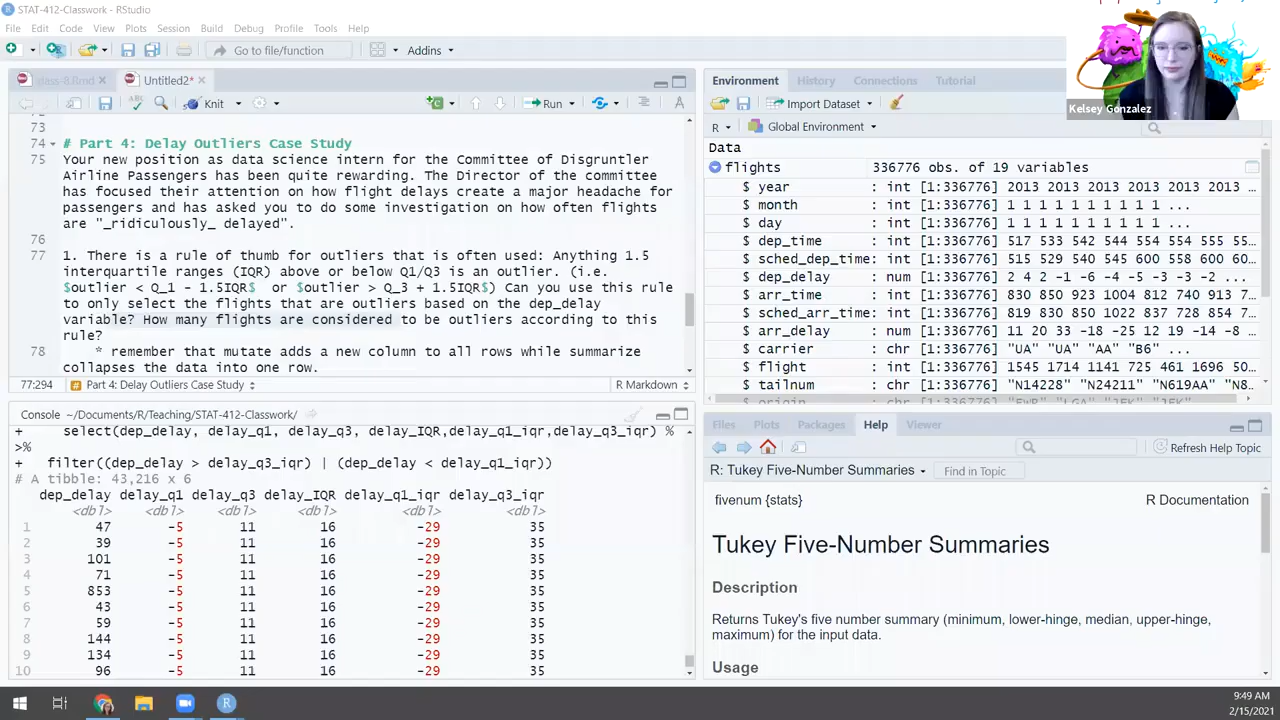 STAT-412-Classwork - RStudio
File Edit Code View Plots Session Build Debug Profile Tools Help
Go to file/function Addins
class-8.Rmd Untitled2*
Knit Run
73
74 # Part 4: Delay Outliers Case Study
75 Your new position as data science intern for the Committee of Disgruntler
Airline Passengers has been quite rewarding. The Director of the committee
has focused their attention on how flight delays create a major headache for
passengers and has asked you to do some investigation on how often flights
are "_ridiculously_ delayed".
76
77 1. There is a rule of thumb for outliers that is often used: Anything 1.5
interquartile ranges (IQR) above or below Q1/Q3 is an outlier. (i.e.
$outlier < Q_1 - 1.5IQR$ or $outlier > Q_3 + 1.5IQR$) Can you use this rule
to only select the flights that are outliers based on the dep_delay
variable? How many flights are considered to be outliers according to this
rule?
78 * remember that mutate adds a new column to all rows while summarize
collapses the data into one row.
77:294 # Part 4: Delay Outliers Case Study R Markdown
Console ~/Documents/R/Teaching/STAT-412-Classwork/
+ select(dep_delay, delay_q1, delay_q3, delay_IQR,delay_q1_iqr,delay_q3_iqr) %
>%
+ filter((dep_delay > delay_q3_iqr) | (dep_delay < delay_q1_iqr))
# A tibble: 43,216 x 6
dep_delay delay_q1 delay_q3 delay_IQR delay_q1_iqr delay_q3_iqr
<dbl> <dbl> <dbl> <dbl> <dbl> <dbl>
1 47 -5 11 16 -29 35
2 39 -5 11 16 -29 35
3 101 -5 11 16 -29 35
4 71 -5 11 16 -29 35
5 853 -5 11 16 -29 35
6 43 -5 11 16 -29 35
7 59 -5 11 16 -29 35
8 144 -5 11 16 -29 35
9 134 -5 11 16 -29 35
10 96 -5 11 16 -29 35
Kelsey Gonzalez
Environment History Connections Tutorial
Import Dataset
R Global Environment
Data
flights 336776 obs. of 19 variables
$ year : int [1:336776] 2013 2013 2013 2013 2013 2013 ...
$ month : int [1:336776] 1 1 1 1 1 1 1 1 1 ...
$ day : int [1:336776] 1 1 1 1 1 1 1 1 1 ...
$ dep_time : int [1:336776] 517 533 542 544 554 554 555 55…
$ sched_dep_time: int [1:336776] 515 529 540 545 600 558 600 60…
$ dep_delay : num [1:336776] 2 4 2 -1 -6 -4 -5 -3 -3 -2 ...
$ arr_time : int [1:336776] 830 850 923 1004 812 740 913 7…
$ sched_arr_time: int [1:336776] 819 830 850 1022 837 728 854 7…
$ arr_delay : num [1:336776] 11 20 33 -18 -25 12 19 -14 -8 …
$ carrier : chr [1:336776] "UA" "UA" "AA" "B6" ...
$ flight : int [1:336776] 1545 1714 1141 725 461 1696 50…
$ tailnum : chr [1:336776] "N14228" "N24211" "N619AA" "N8…
$ origin : chr [1:336776] "EWR" "LGA" "JFK" "JFK"
Files Plots Packages Help Viewer
Refresh Help Topic
R: Tukey Five-Number Summaries Find in Topic
fivenum {stats} R Documentation
Tukey Five-Number Summaries
Description
Returns Tukey's five number summary (minimum, lower-hinge, median, upper-hinge,
maximum) for the input data.
Usage
9:49 AM
2/15/2021